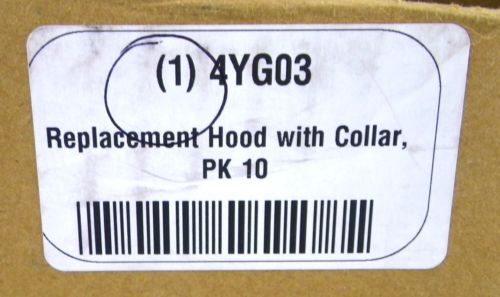 (1) 4YG03
Replacement Hood with Collar,
PK 10